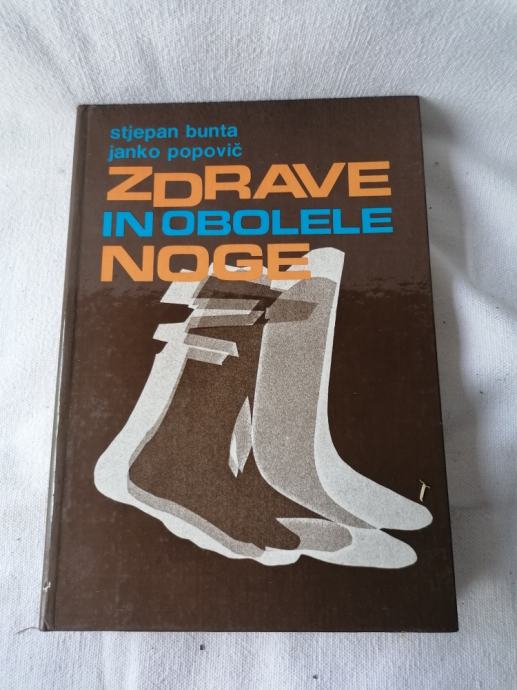 stjepan bunta
janko popovič
ZDRAVE
IN OBOLELE
NOGE